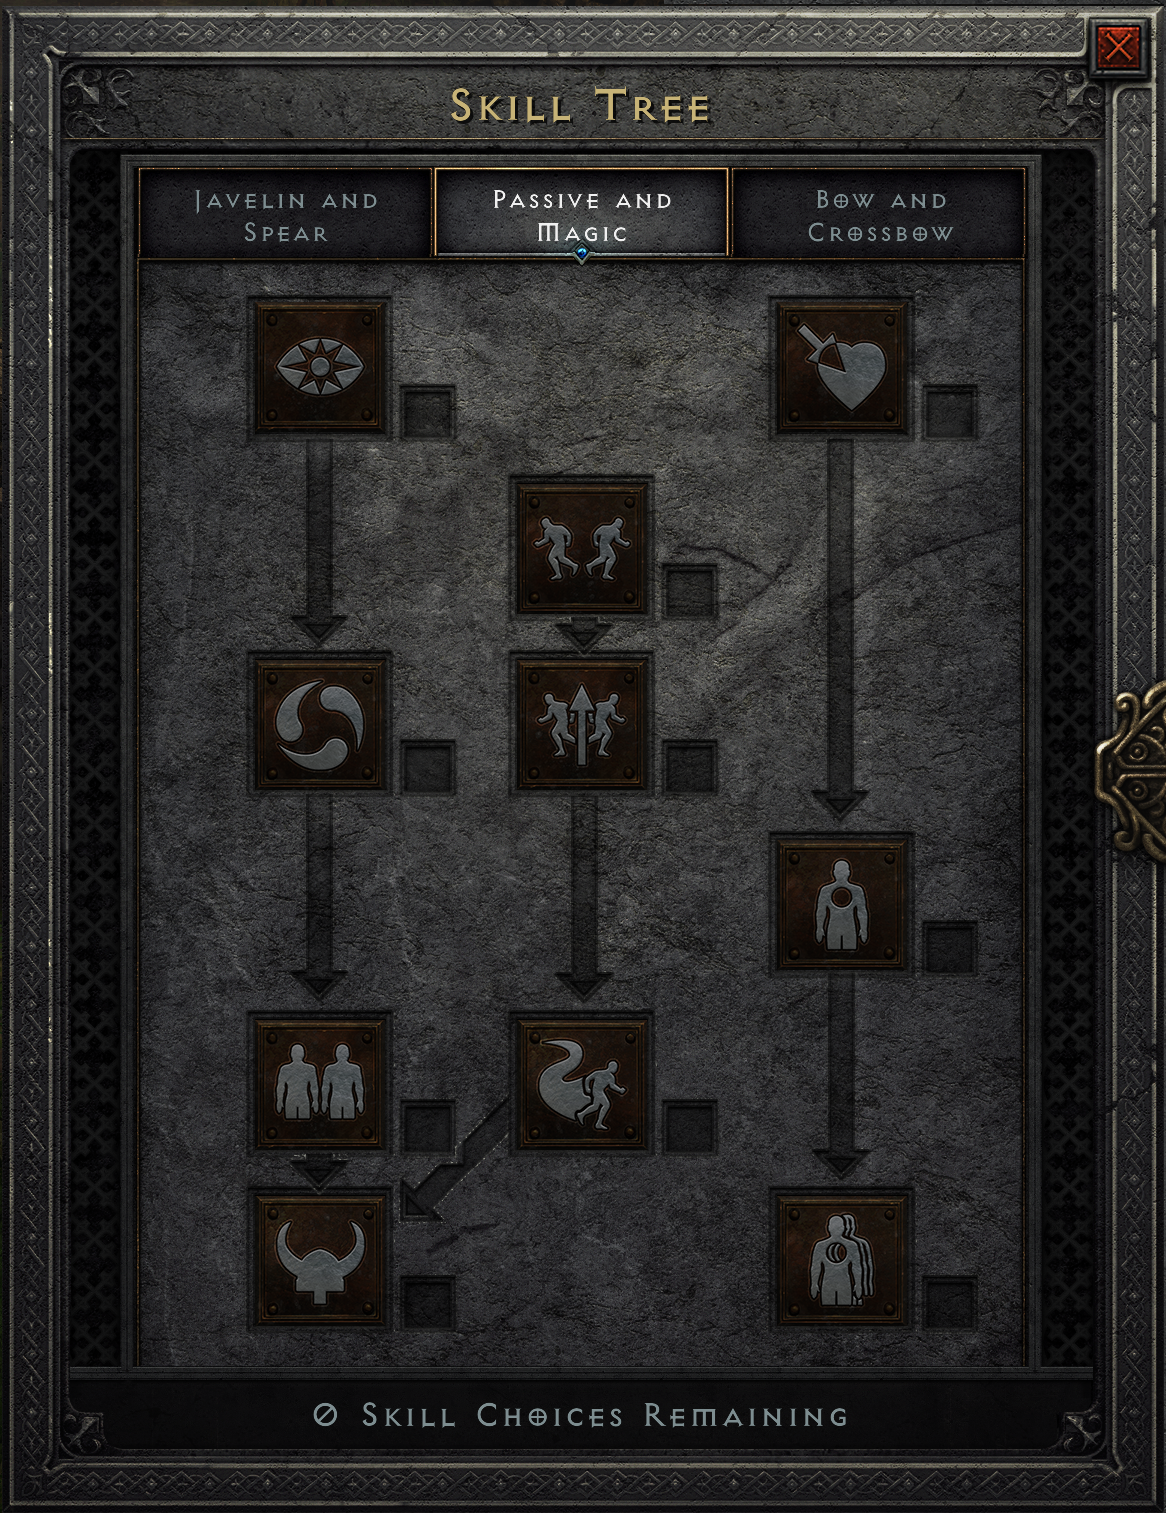 Skill Tree
Javelin and
Spear
Passive and
Magic
Bow and
Crossbow
0 Skill Choices Remaining